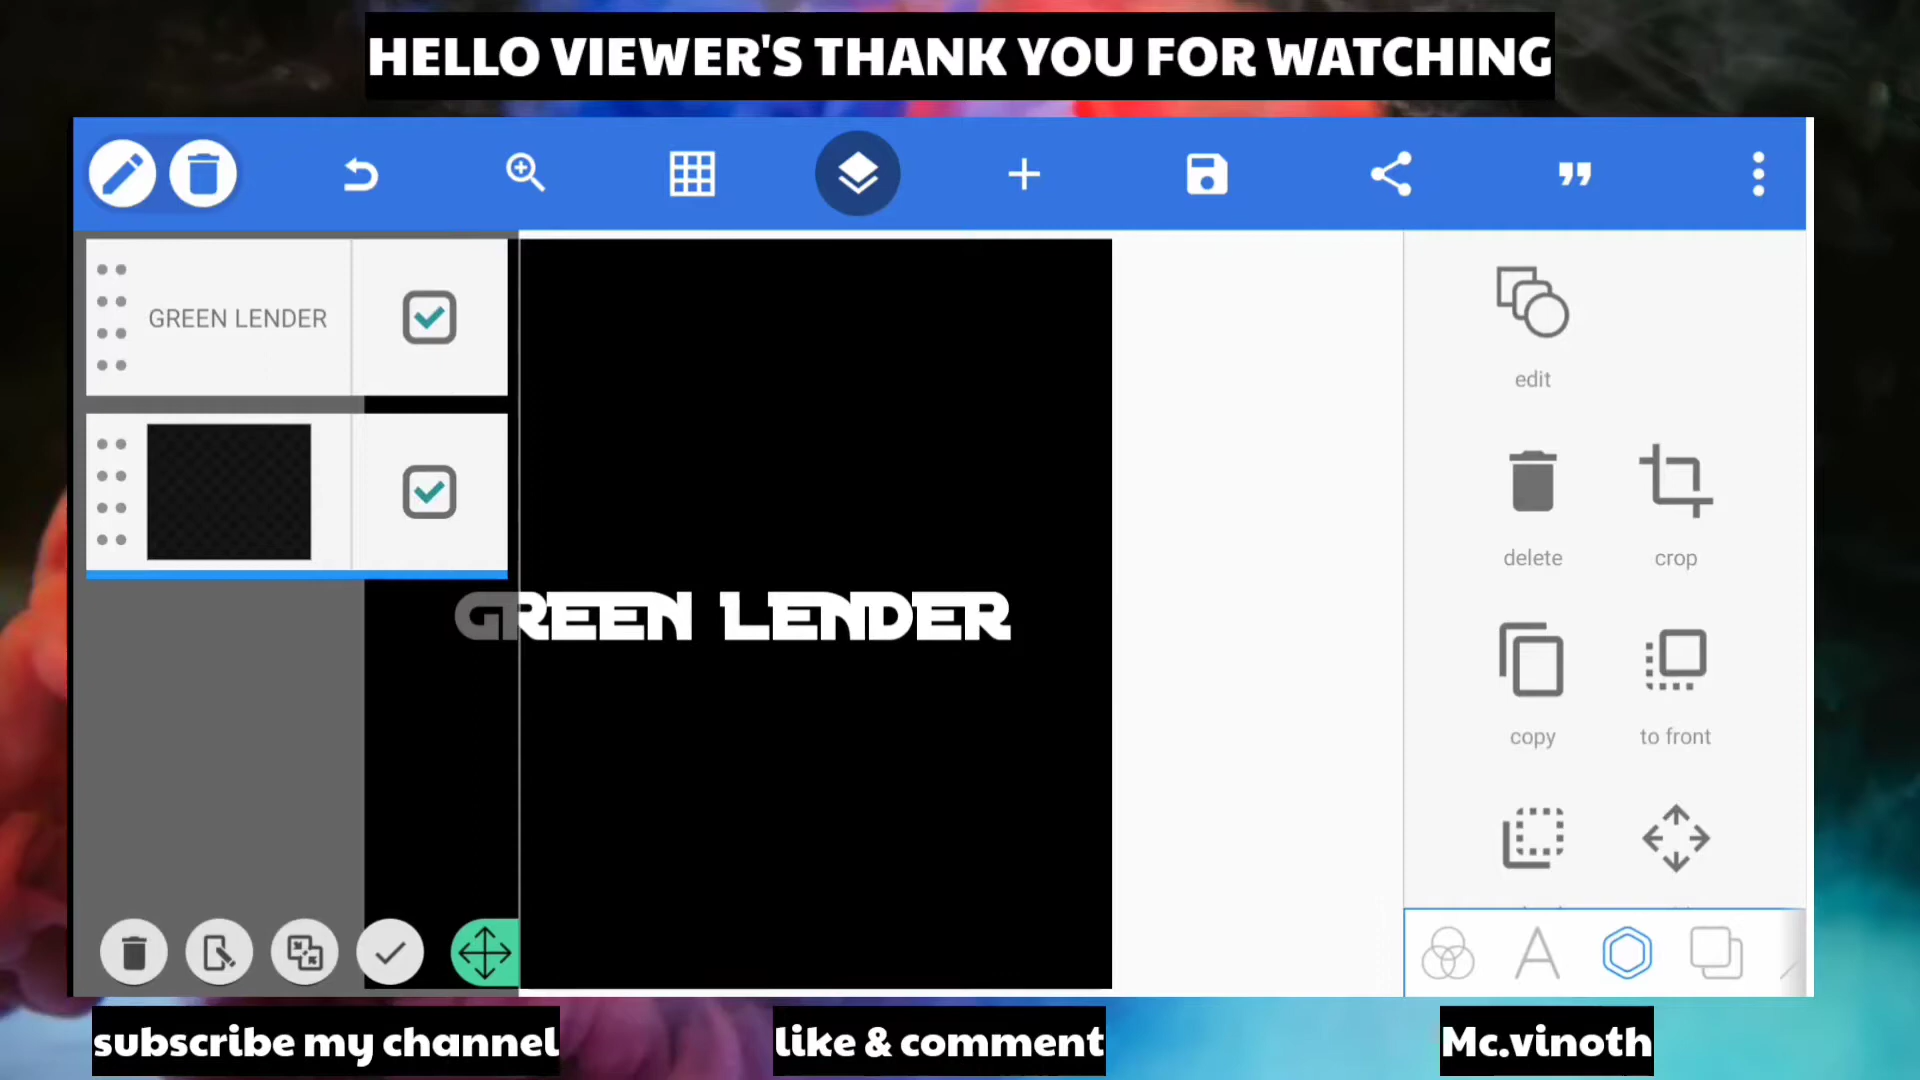 HELLO VIEWER'S THANK YOU FOR WATCHING
GREEN LENDER
edit
delete
crop
GREEN LENDER
copy
to front
subscribe my channel
like & comment
Mc.vinoth